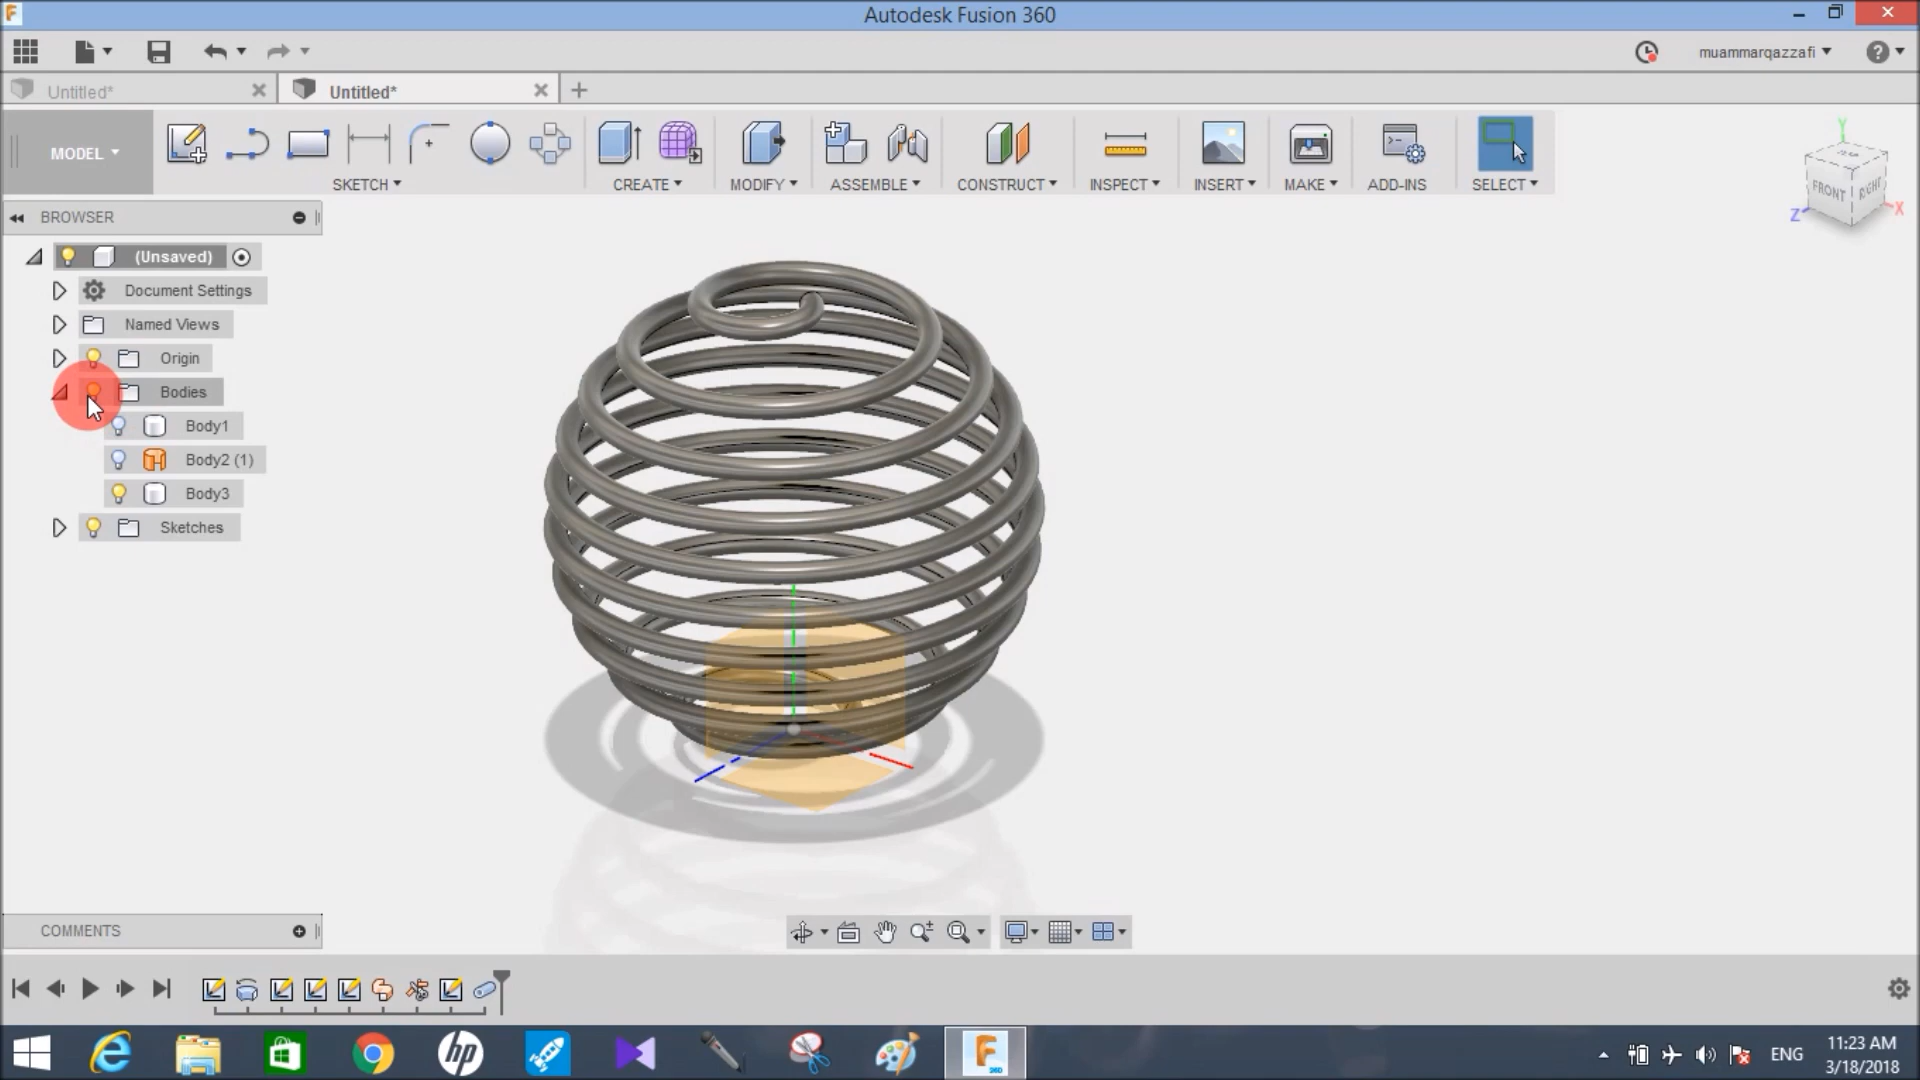 Autodesk Fusion 360
muammarqazzafi
Untitled*
Untitled*
MODEL
SKETCH
CREATE
MODIFY
ASSEMBLE
CONSTRUCT
INSPECT
INSERT
MAKE
ADD-INS
SELECT
Y
FRONT
RIGHT
Z
X
BROWSER
(Unsaved)
Document Settings
Named Views
Origin
Bodies
Body1
Body2 (1)
Body3
Sketches
COMMENTS
ENG
11:23 AM
3/18/2018